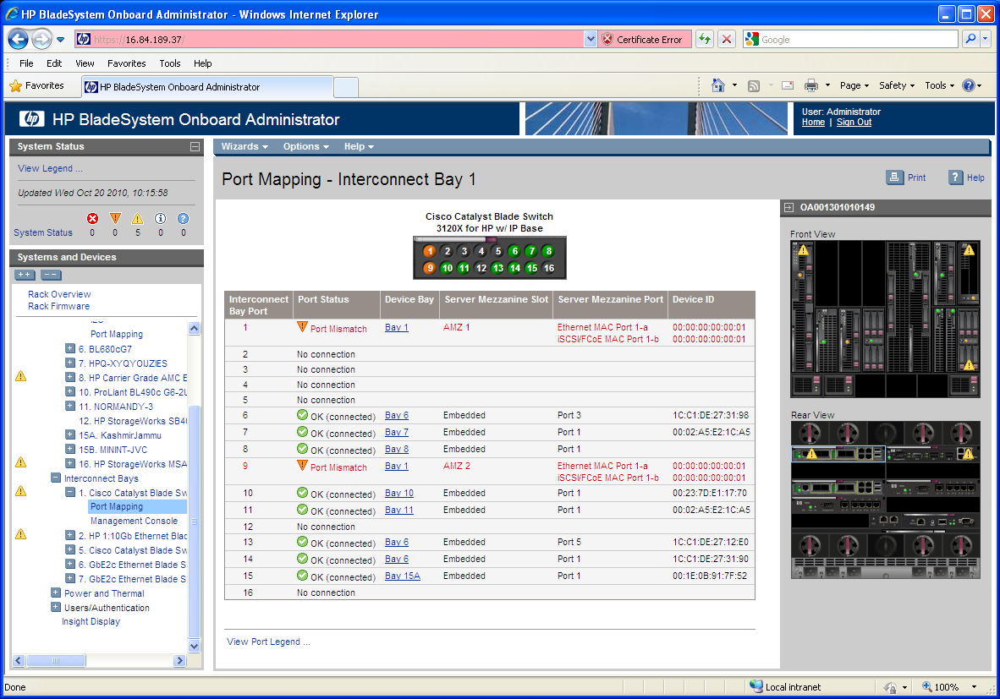 HP BladeSystem Onboard Administrator - Windows Internet Explorer
https://16.84.189.37/
Certificate Error
Google
File Edit View Favorites Tools Help
Favorites
HP BladeSystem Onboard Administrator
Page Safety Tools
hp HP BladeSystem Onboard Administrator
User: Administrator
Home | Sign Out
System Status
View Legend ...
Updated Wed Oct 20 2010, 10:15:58
System Status 0 0 5 0 0
Systems and Devices
Rack Overview
Rack Firmware
Port Mapping
6. BL680cG7
7. HPQ-XYQYOIJZIES
8. HP Carrier Grade AMC E
10. ProLiant BL490c G6-2U
11. NORMANDY-3
12. HP StorageWorks SB40
15A. KashmirJammu
15B. MININT-JVC
16. HP StorageWorks MSA
Interconnect Bays
1. Cisco Catalyst Blade Sw
Port Mapping
Management Console
2. HP 1:10Gb Ethernet Blac
5. Cisco Catalyst Blade Sw
6. GbE2c Ethernet Blade S
7. GbE2c Ethernet Blade S
Power and Thermal
Users/Authentication
Insight Display
Wizards Options Help
Port Mapping - Interconnect Bay 1
Print Help
Cisco Catalyst Blade Switch
3120X for HP w/ IP Base
1 2 3 4 5 6 7 8
9 10 11 12 13 14 15 16
Interconnect Bay Port Port Status Device Bay Server Mezzanine Slot Server Mezzanine Port Device ID
1 Port Mismatch Bay 1 AMZ 1 Ethernet MAC Port 1-a 00:00:00:00:00:01
iSCSI/FCoE MAC Port 1-b 00:00:00:00:00:01
2 No connection
3 No connection
4 No connection
5 No connection
6 OK (connected) Bay 6 Embedded Port 3 1C:C1:DE:27:31:98
7 OK (connected) Bay 7 Embedded Port 1 00:02:A5:E2:1C:A5
8 OK (connected) Bay 8 Embedded Port 1
9 Port Mismatch Bay 1 AMZ 2 Ethernet MAC Port 1-a 00:00:00:00:00:01
iSCSI/FCoE MAC Port 1-b 00:00:00:00:00:01
10 OK (connected) Bay 10 Embedded Port 1 00:23:7D:E1:17:70
11 OK (connected) Bay 11 Embedded Port 1 00:02:A5:E2:1C:A5
12 No connection
13 OK (connected) Bay 6 Embedded Port 5 1C:C1:DE:27:12:E0
14 OK (connected) Bay 6 Embedded Port 1 1C:C1:DE:27:31:90
15 OK (connected) Bay 15A Embedded Port 1 00:1E:0B:91:7F:52
16 No connection
View Port Legend ...
OA001301010149
Front View
Rear View
Done
Local intranet
100%